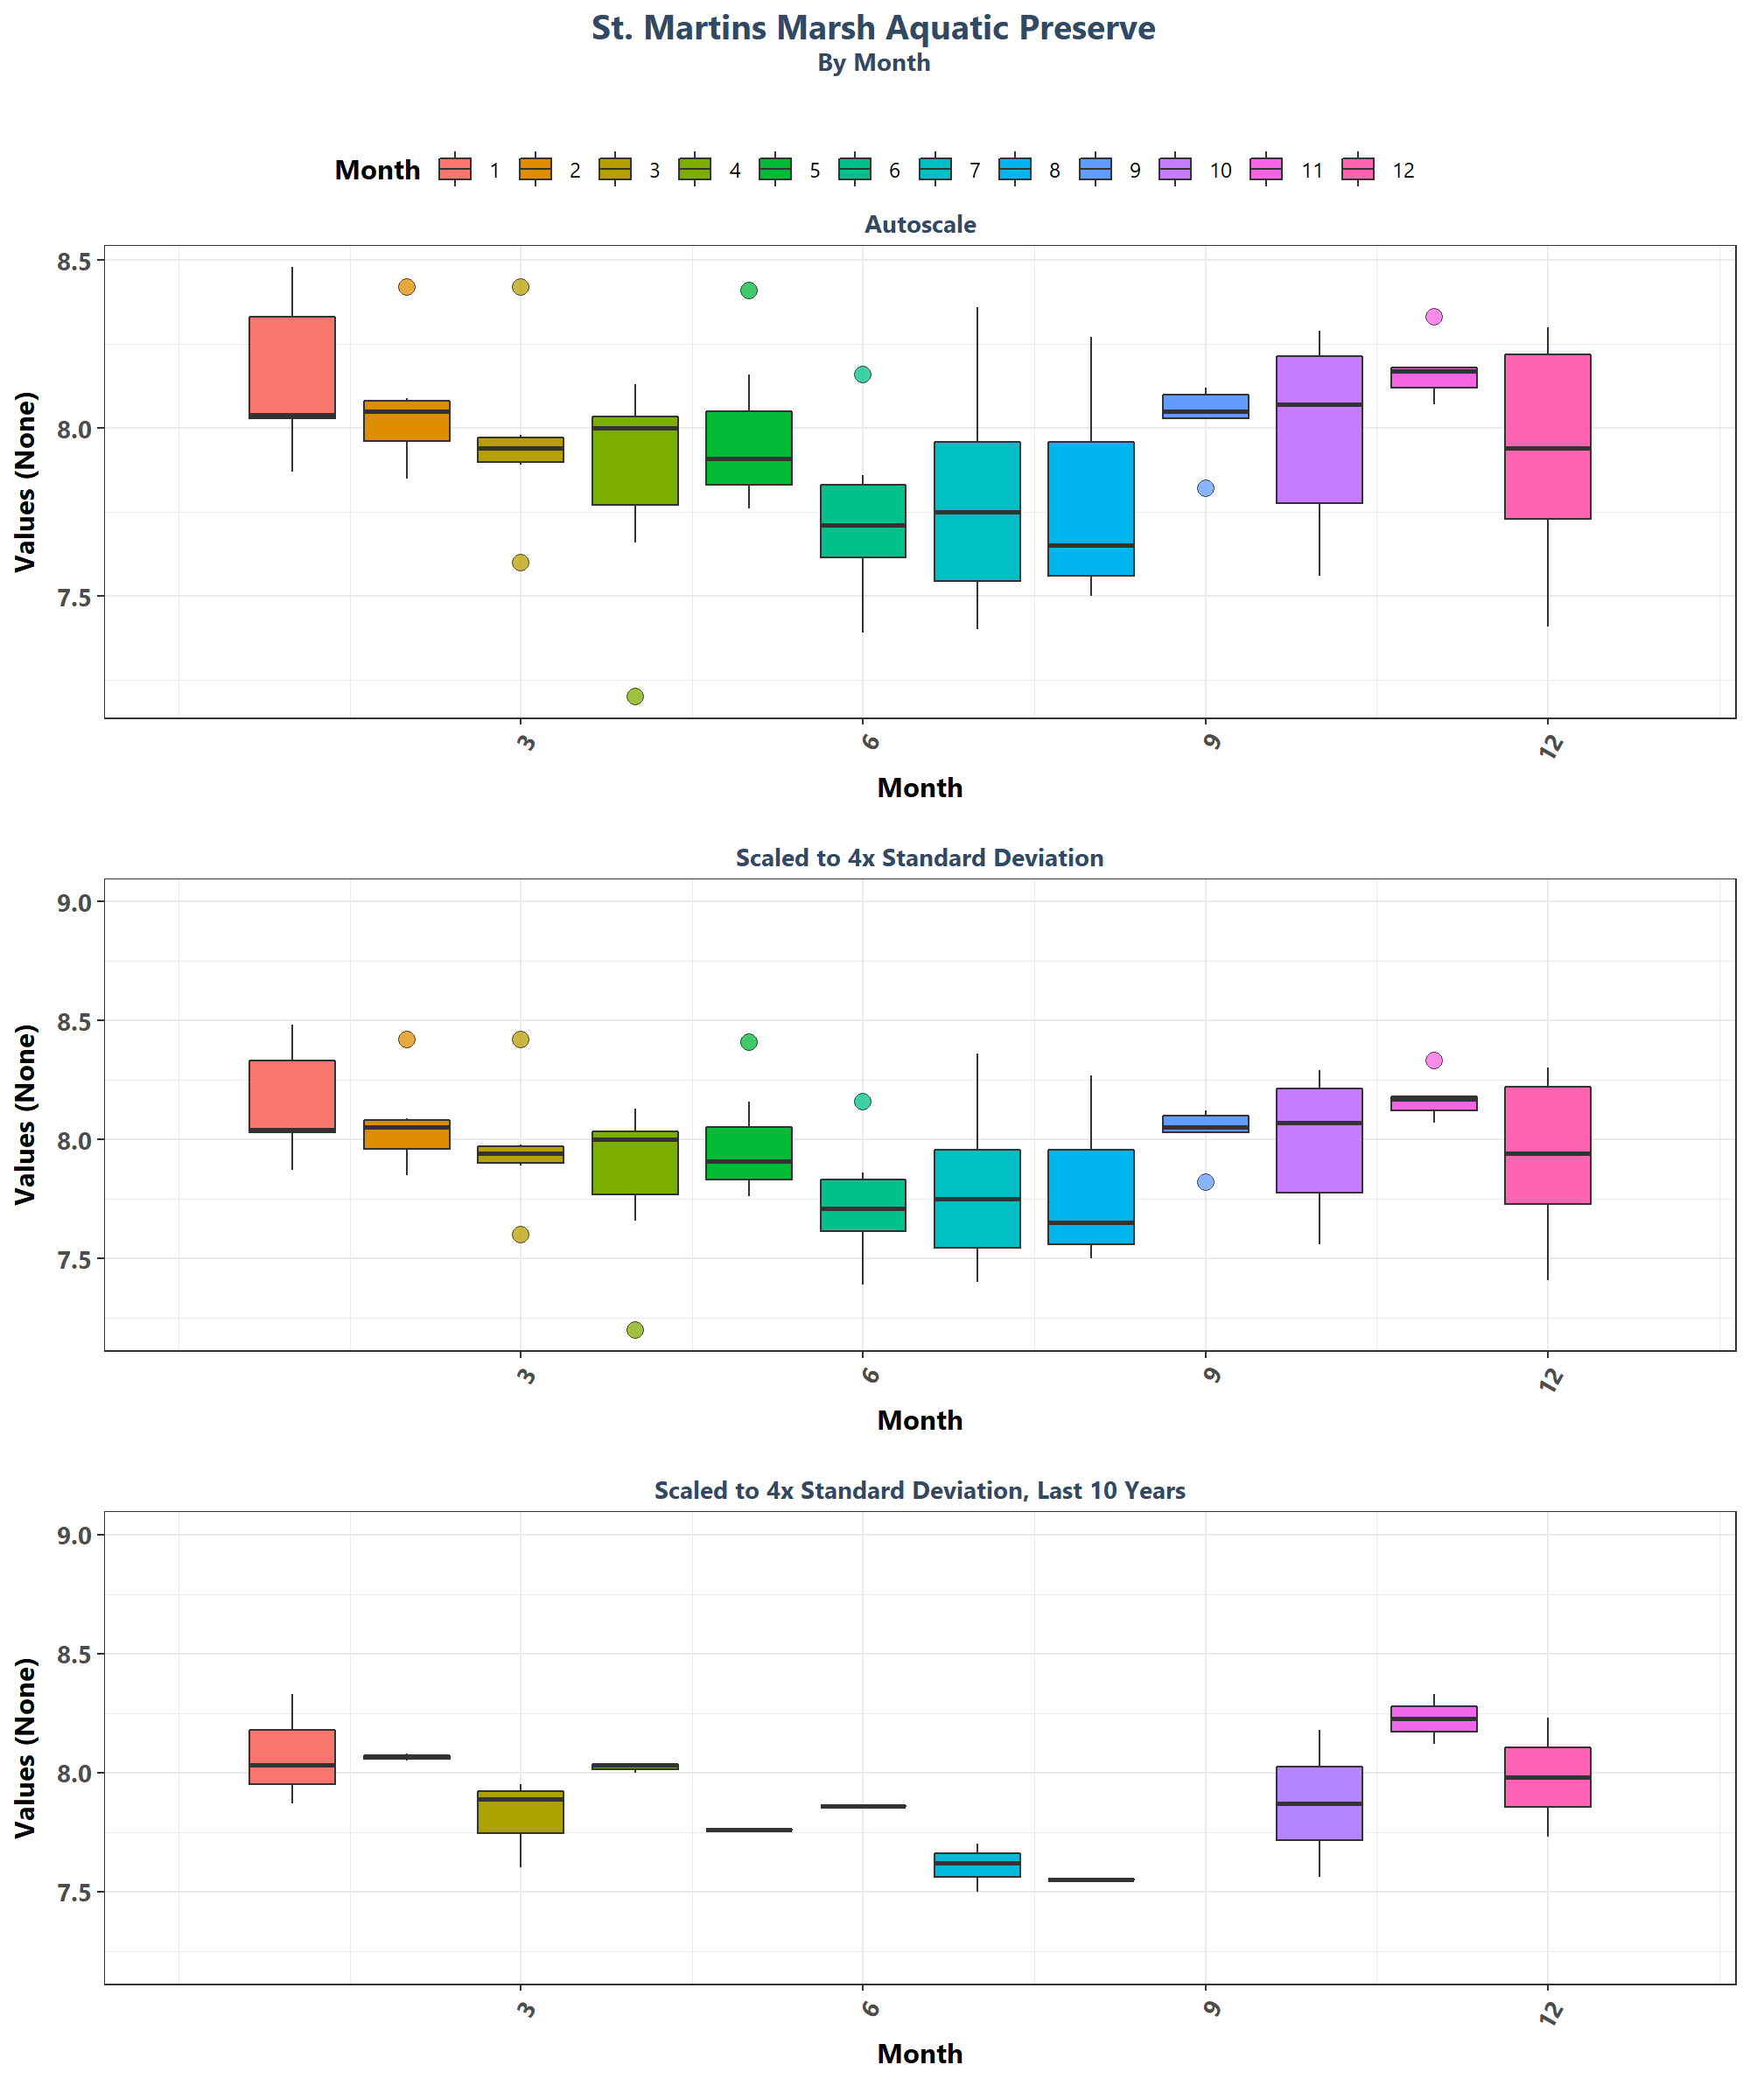 St. Martins Marsh Aquatic Preserve
By Month
Month 1 2 3 4 5 6 7 8 9 10 11 12
Autoscale
Values (None)
8.5
8.0
7.5
3 6 9 12
Month
Scaled to 4x Standard Deviation
Values (None)
9.0
8.5
8.0
7.5
3 6 9 12
Month
Scaled to 4x Standard Deviation, Last 10 Years
Values (None)
9.0
8.5
8.0
7.5
3 6 9 12
Month